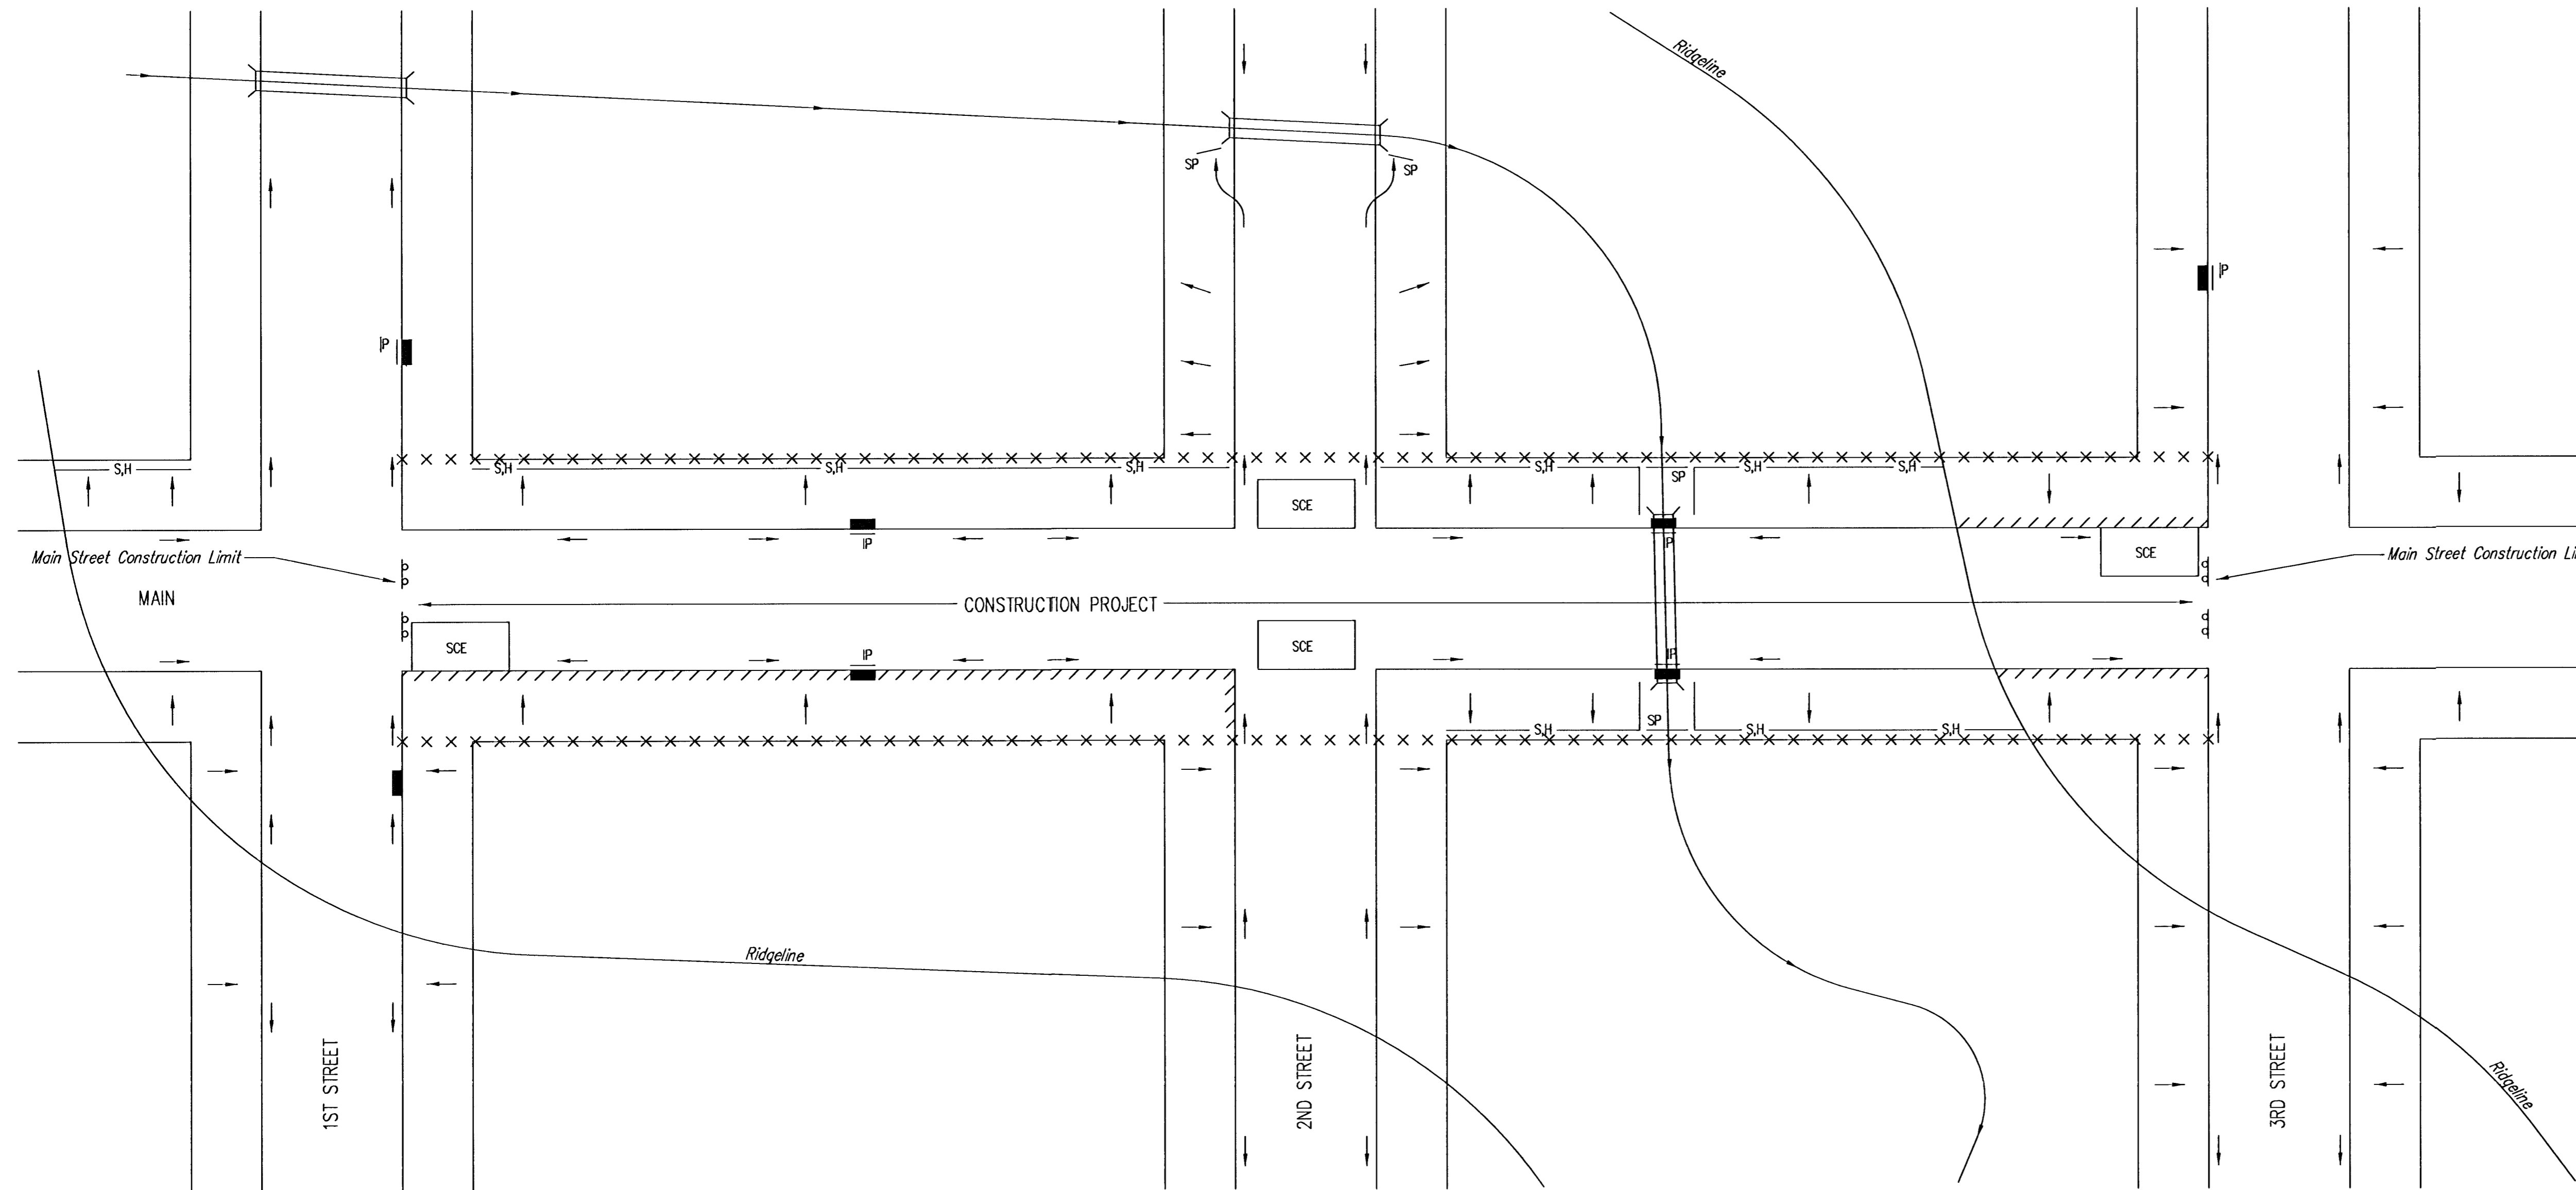 Ridgeline
SP
SP
IP
IP
S,H
S,H
S,H
S,H
S,H
S,H
S,H
SP
SCE
Main Street Construction Limit
IP
IP
SCE
Main Street Construction Li
MAIN
CONSTRUCTION PROJECT
SCE
IP
SCE
IP
S,H
SP
S,H
S,H
Ridgeline
1ST STREET
2ND STREET
3RD STREET
Ridgeline